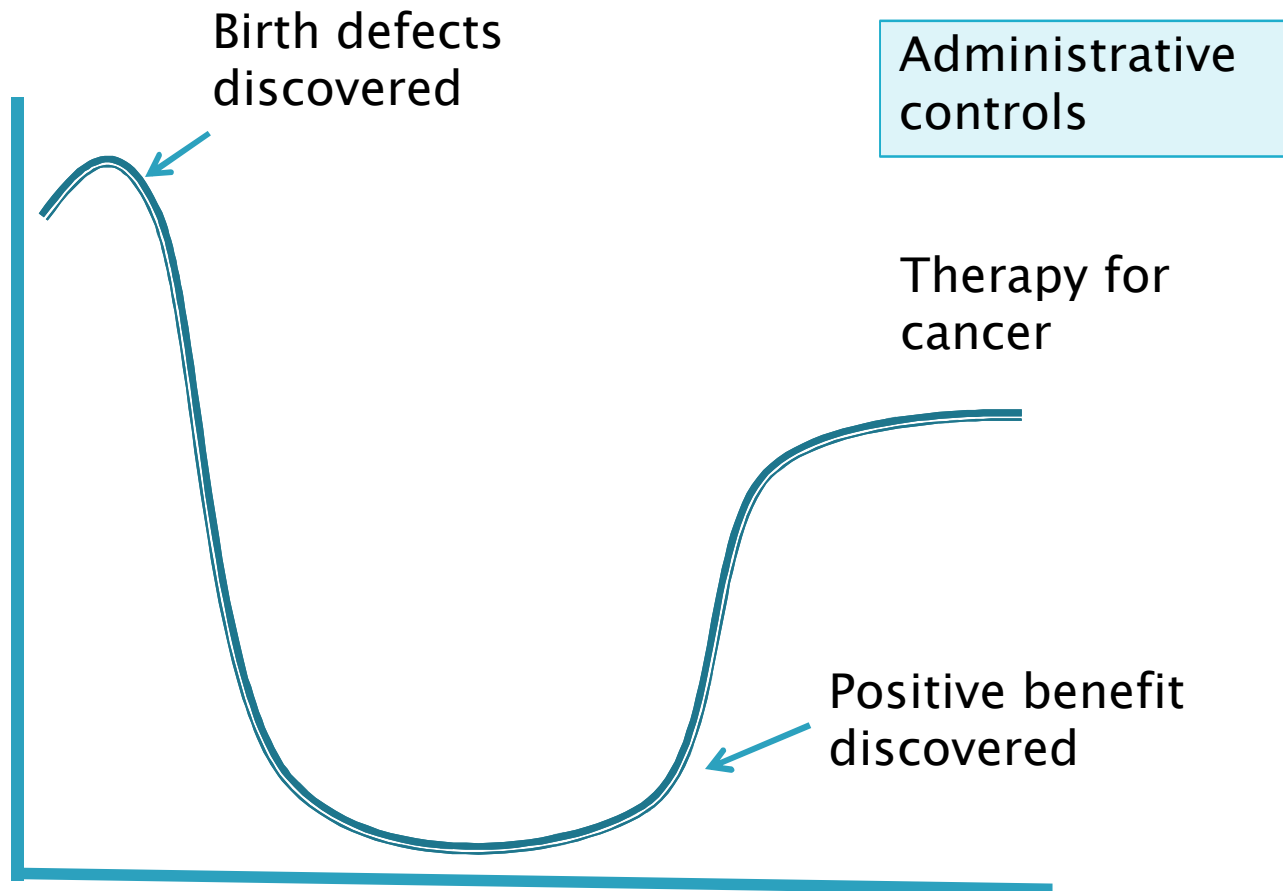 Birth defects
discovered
Administrative
controls
Therapy for
cancer
Positive benefit
discovered